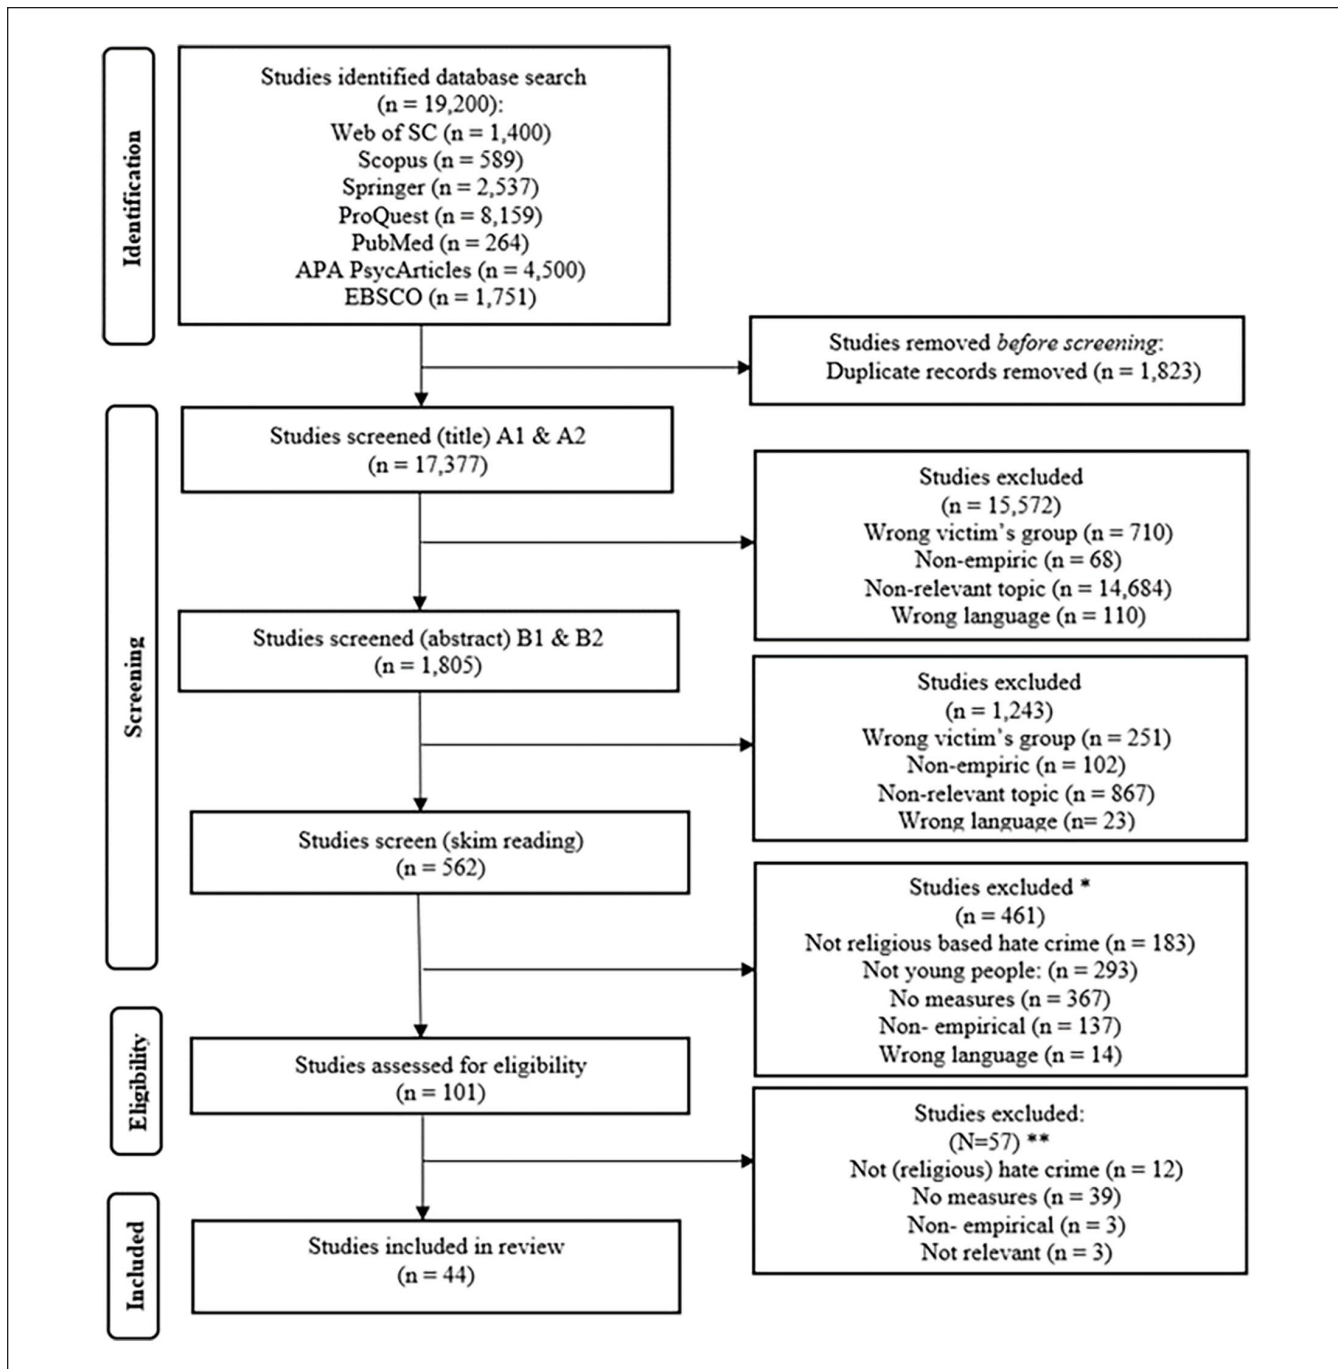 Identification
Studies identified database search
(n = 19,200):
Web of SC (n = 1,400)
Scopus (n = 589)
Springer (n = 2,537)
ProQuest (n = 8,159)
PubMed (n = 264)
APA PsycArticles (n = 4,500)
EBSCO (n = 1,751)
Studies removed before screening:
Duplicate records removed (n = 1,823)
Screening
Studies screened (title) A1 & A2
(n = 17,377)
Studies excluded
(n = 15,572)
Wrong victim's group (n = 710)
Non-empiric (n = 68)
Non-relevant topic (n = 14,684)
Wrong language (n = 110)
Studies screened (abstract) B1 & B2
(n = 1,805)
Studies excluded
(n = 1,243)
Wrong victim's group (n = 251)
Non-empiric (n = 102)
Non-relevant topic (n = 867)
Wrong language (n= 23)
Studies screen (skim reading)
(n = 562)
Studies excluded *
(n = 461)
Not religious based hate crime (n = 183)
Not young people: (n = 293)
No measures (n = 367)
Non- empirical (n = 137)
Wrong language (n = 14)
Eligibility
Studies assessed for eligibility
(n = 101)
Studies excluded:
(N=57) **
Not (religious) hate crime (n = 12)
No measures (n = 39)
Non- empirical (n = 3)
Not relevant (n = 3)
Included
Studies included in review
(n = 44)